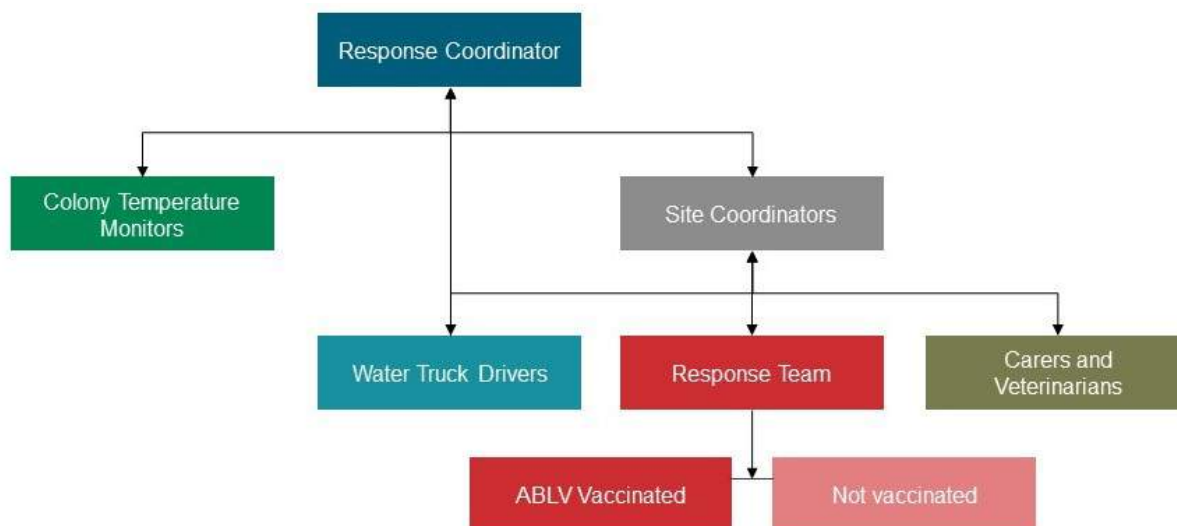 Response Coordinator
Colony Temperature
Monitors
Site Coordinators
Water Truck Drivers
Response Team
Carers and
Veterinarians
ABLV Vaccinated
Not vaccinated